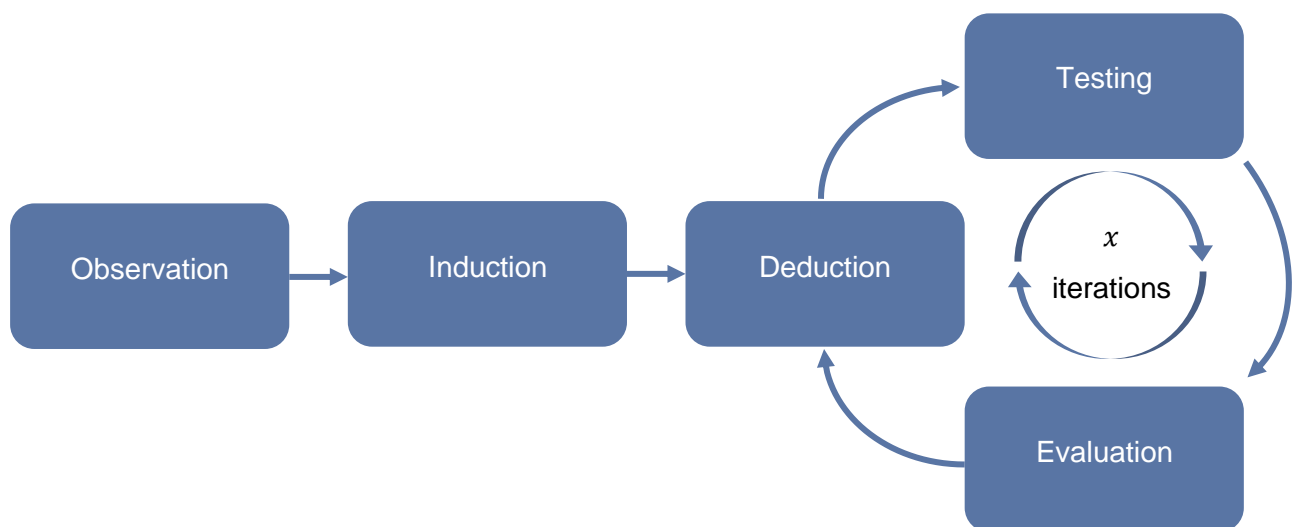 Observation
Induction
Deduction
Testing
x
iterations
Evaluation